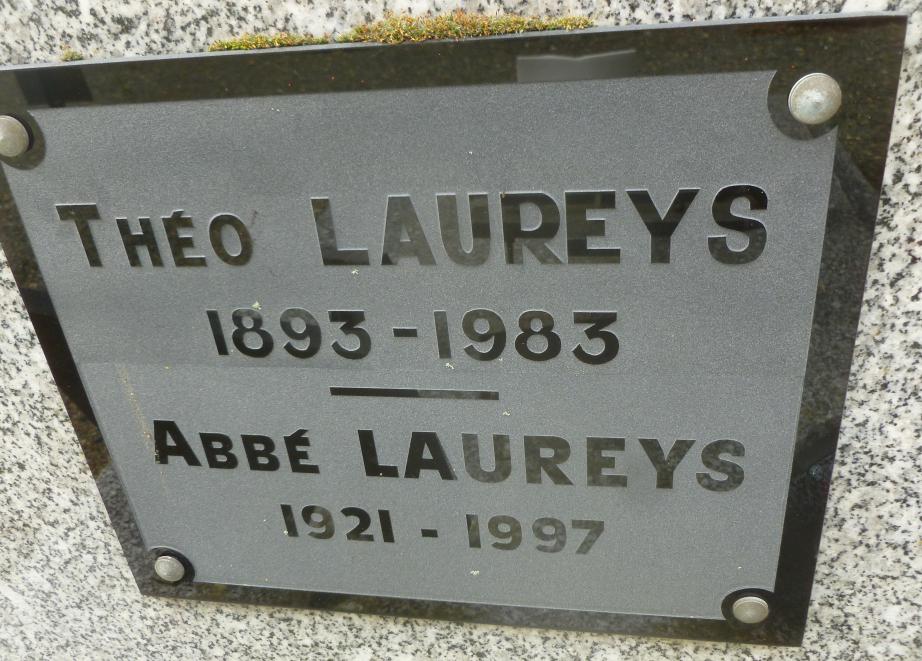 THÉO LAUREYS
1893-1983
ABBÉ LAUREYS
1921 - 1997